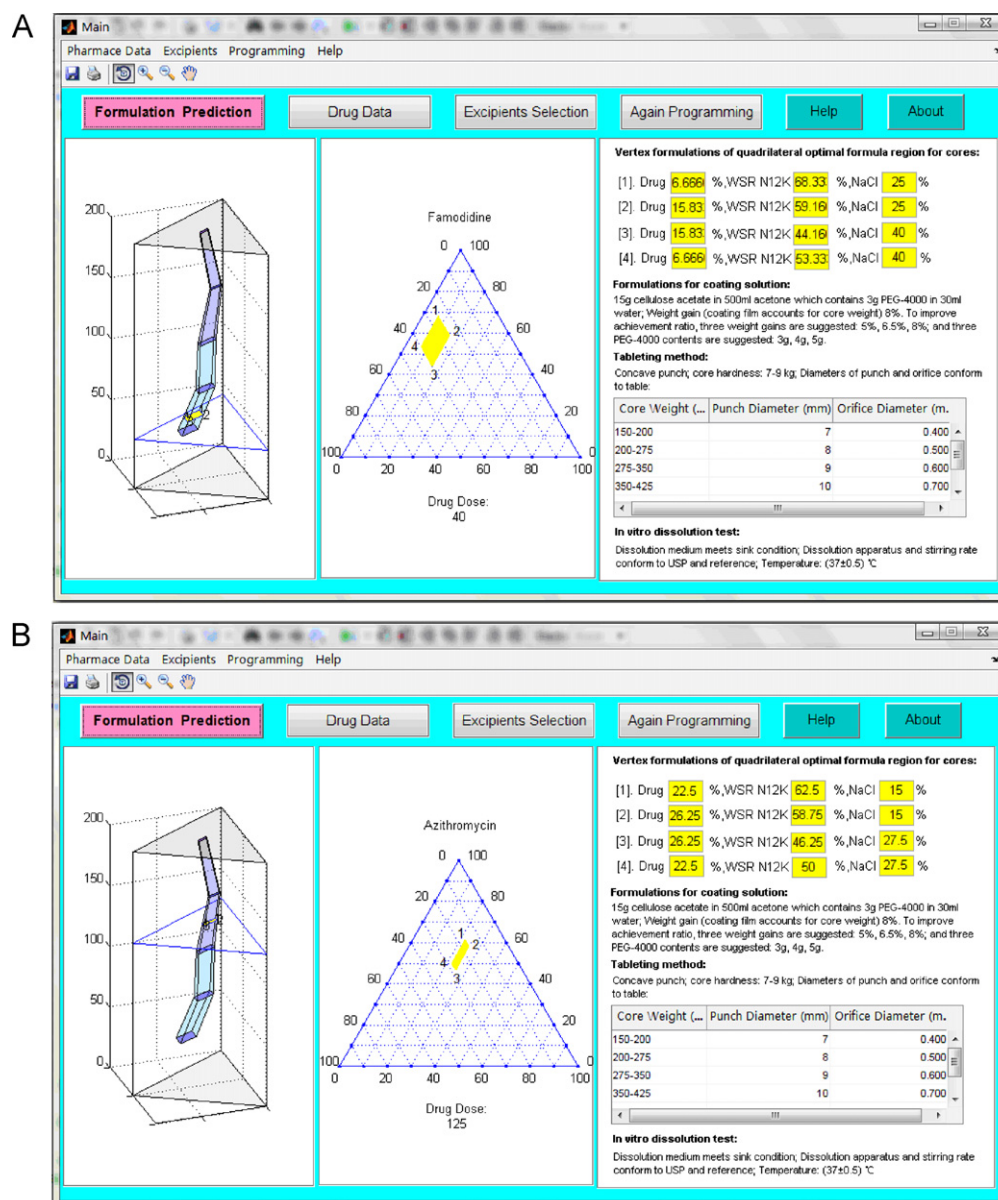 A
Main
Pharmace Data Excipients Programming Help
Formulation Prediction Drug Data Excipients Selection Again Programming Help About
200
150
100
50
0
2
Famodidine
0 100
20 80
40 60
60 40
80 20
100 0
1
2
4
3
0 20 40 60 80 100
Drug Dose:
40
Vertex formulations of quadrilateral optimal formula region for cores:
[1]. Drug 6.666 %,WSR N12K 68.33 %,NaCl 25 %
[2]. Drug 15.83 %,WSR N12K 59.16 %,NaCl 25 %
[3]. Drug 15.83 %,WSR N12K 44.16 %,NaCl 40 %
[4]. Drug 6.666 %,WSR N12K 53.33 %,NaCl 40 %
Formulations for coating solution:
15g cellulose acetate in 500ml acetone which contains 3g PEG-4000 in 30ml
water; Weight gain (coating film accounts for core weight) 8%. To improve
achievement ratio, three weight gains are suggested: 5%, 6.5%, 8%; and three
PEG-4000 contents are suggested: 3g, 4g, 5g.
Tableting method:
Concave punch; core hardness: 7-9 kg; Diameters of punch and orifice conform
to table:
Core Weight (... Punch Diameter (mm) Orifice Diameter (m.
150-200 7 0.400
200-275 8 0.500
275-350 9 0.600
350-425 10 0.700
In vitro dissolution test:
Dissolution medium meets sink condition; Dissolution apparatus and stirring rate
conform to USP and reference; Temperature: (37±0.5) ℃
B
Main
Pharmace Data Excipients Programming Help
Formulation Prediction Drug Data Excipients Selection Again Programming Help About
200
150
100
50
0
Azithromycin
0 100
20 80
40 60
60 40
80 20
100 0
1
2
4
3
0 20 40 60 80 100
Drug Dose:
125
Vertex formulations of quadrilateral optimal formula region for cores:
[1]. Drug 22.5 %,WSR N12K 62.5 %,NaCl 15 %
[2]. Drug 26.25 %,WSR N12K 58.75 %,NaCl 15 %
[3]. Drug 26.25 %,WSR N12K 46.25 %,NaCl 27.5 %
[4]. Drug 22.5 %,WSR N12K 50 %,NaCl 27.5 %
Formulations for coating solution:
15g cellulose acetate in 500ml acetone which contains 3g PEG-4000 in 30ml
water; Weight gain (coating film accounts for core weight) 8%. To improve
achievement ratio, three weight gains are suggested: 5%, 6.5%, 8%; and three
PEG-4000 contents are suggested: 3g, 4g, 5g.
Tableting method:
Concave punch; core hardness: 7-9 kg; Diameters of punch and orifice conform
to table:
Core Weight (... Punch Diameter (mm) Orifice Diameter (m.
150-200 7 0.400
200-275 8 0.500
275-350 9 0.600
350-425 10 0.700
In vitro dissolution test:
Dissolution medium meets sink condition; Dissolution apparatus and stirring rate
conform to USP and reference; Temperature: (37±0.5) ℃